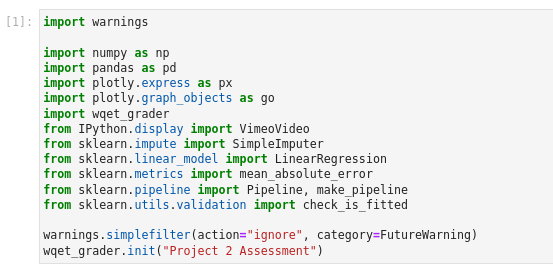 [1]: import warnings
import numpy as np
import pandas as pd
import plotly.express as px
import plotly.graph_objects as go
import wqet_grader
from IPython.display import VimeoVideo
from sklearn.impute import SimpleImputer
from sklearn.linear_model import LinearRegression
from sklearn.metrics import mean_absolute_error
from sklearn.pipeline import Pipeline, make_pipeline
from sklearn.utils.validation import check_is_fitted
warnings.simplefilter(action="ignore", category=FutureWarning)
wqet_grader.init("Project 2 Assessment")